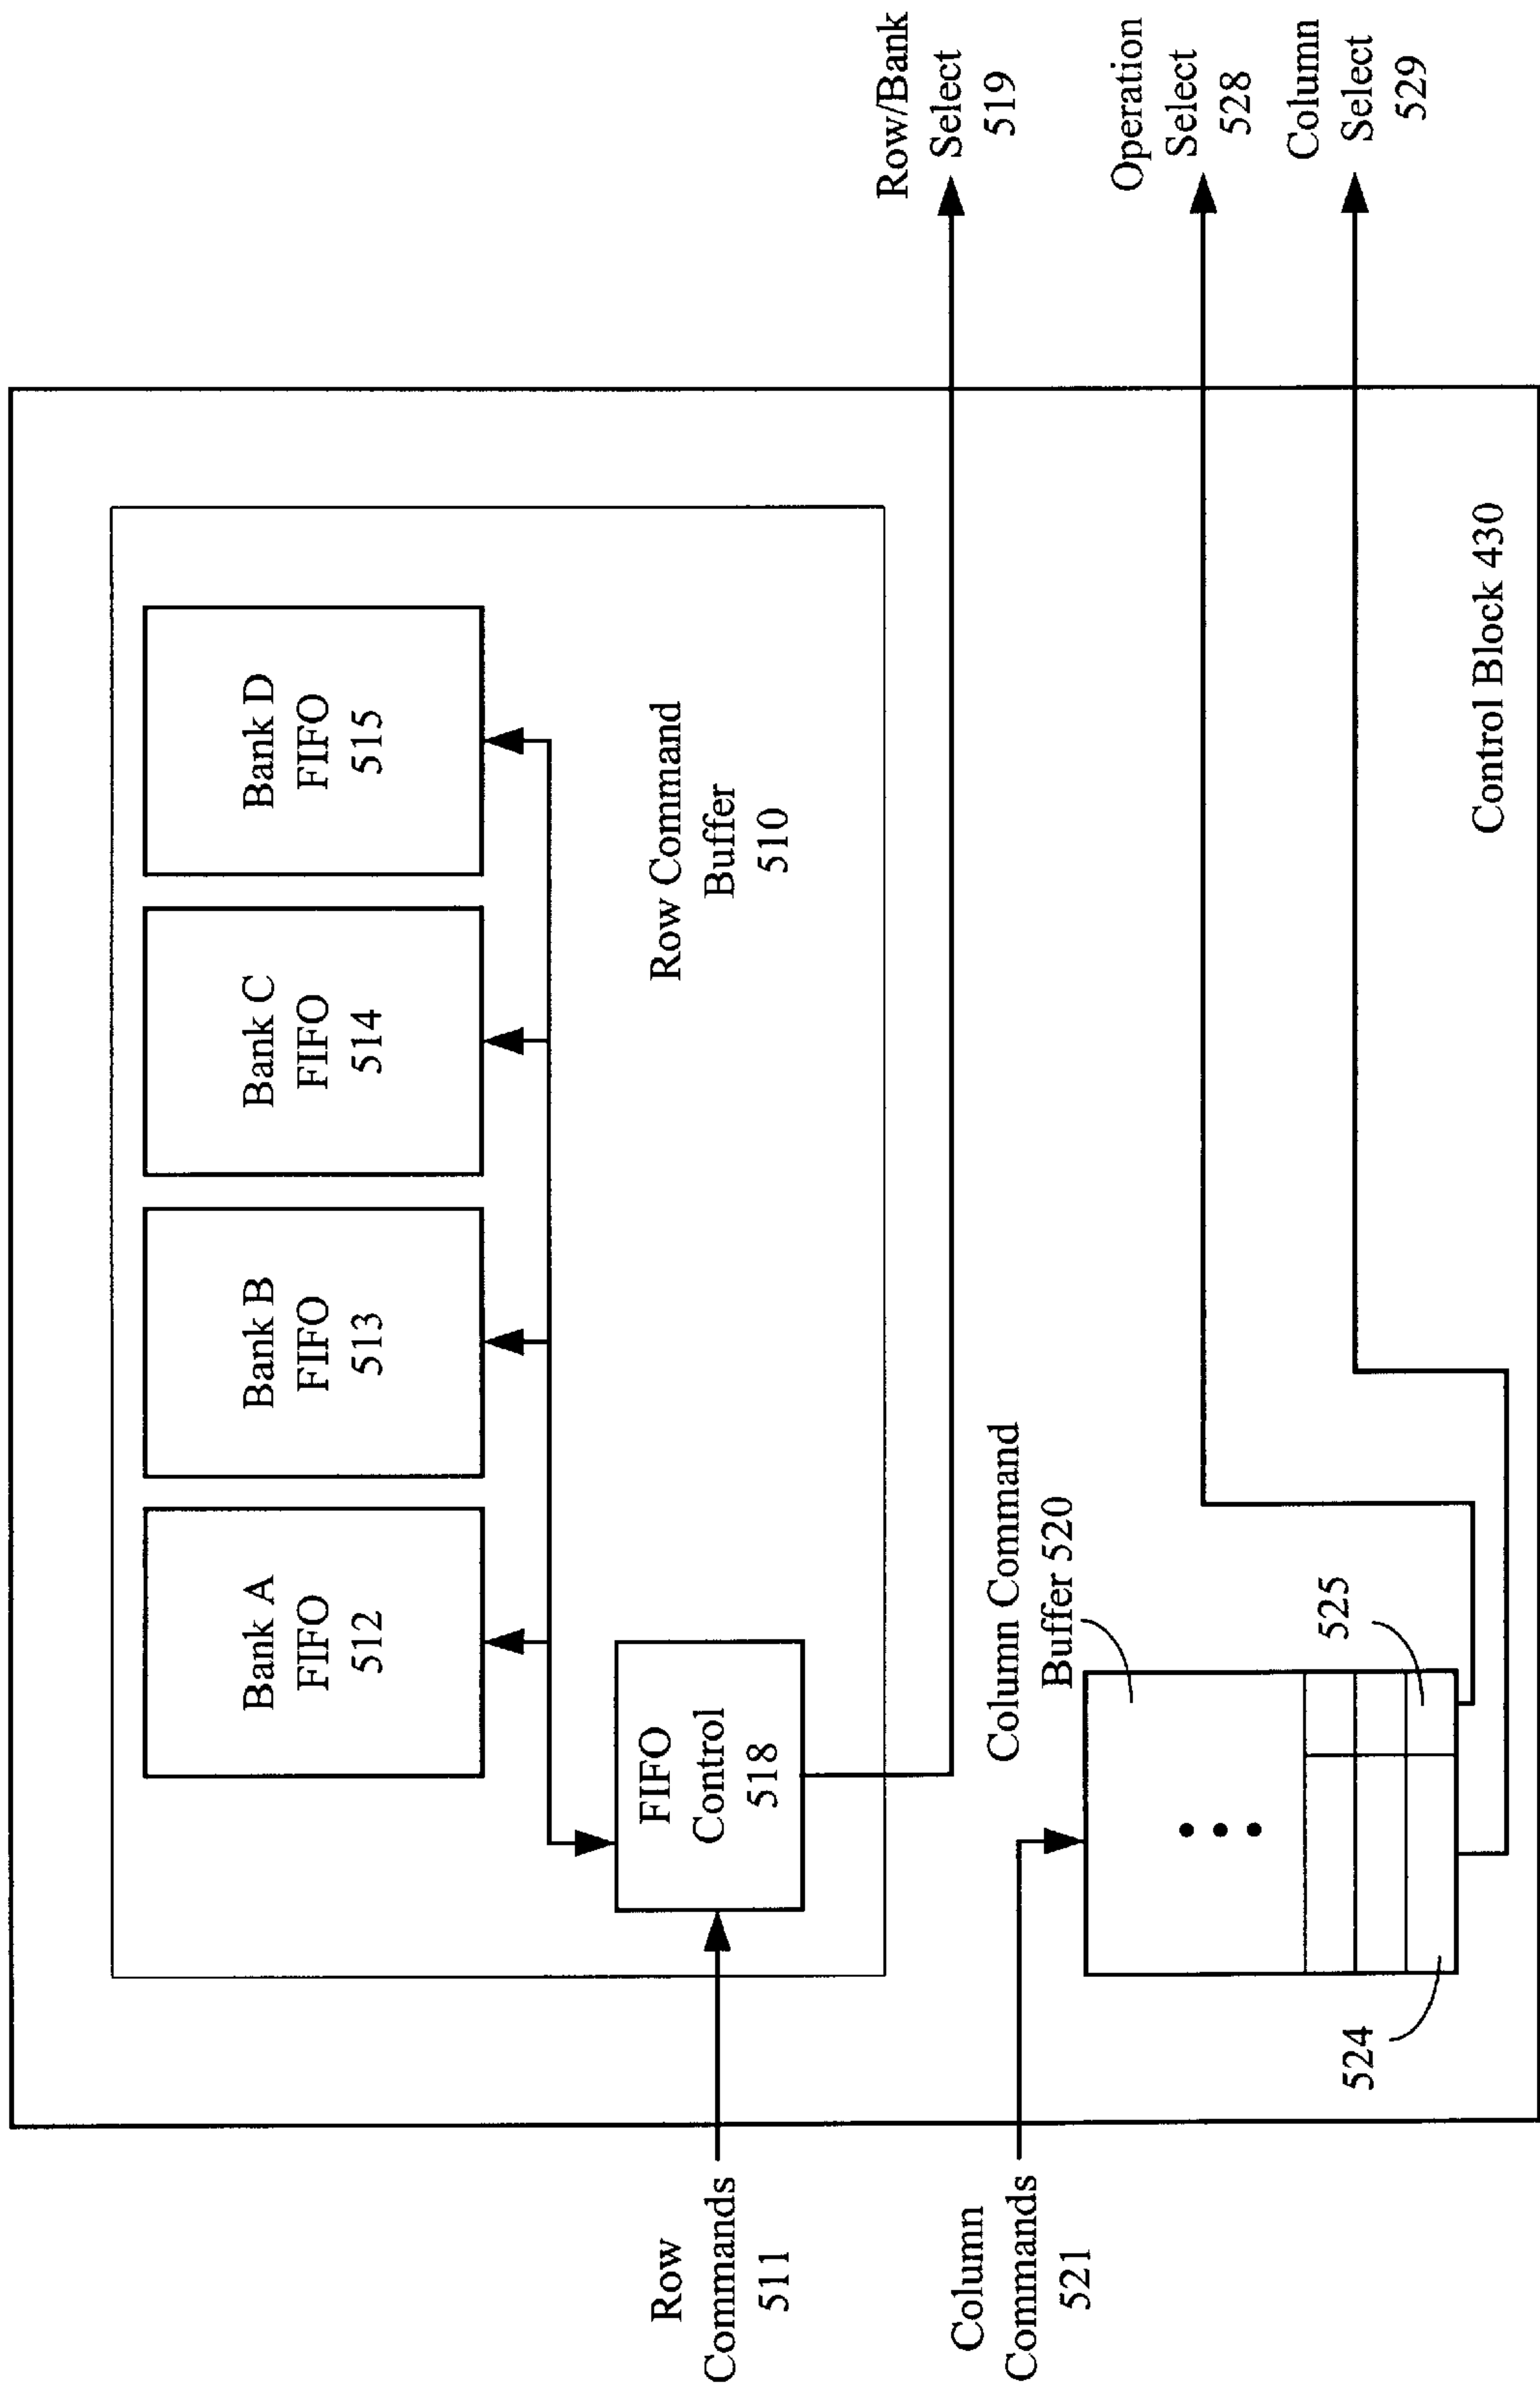 Bank A
FIFO
512
Bank B
FIFO
513
Bank C
FIFO
514
Bank D
FIFO
515
Row Command
Buffer
510
FIFO
Control
518
Row
Commands
511
Row/Bank
Select
519
Column Command
Buffer 520
Column
Commands
521
524
525
Operation
Select
528
Column
Select
529
Control Block 430